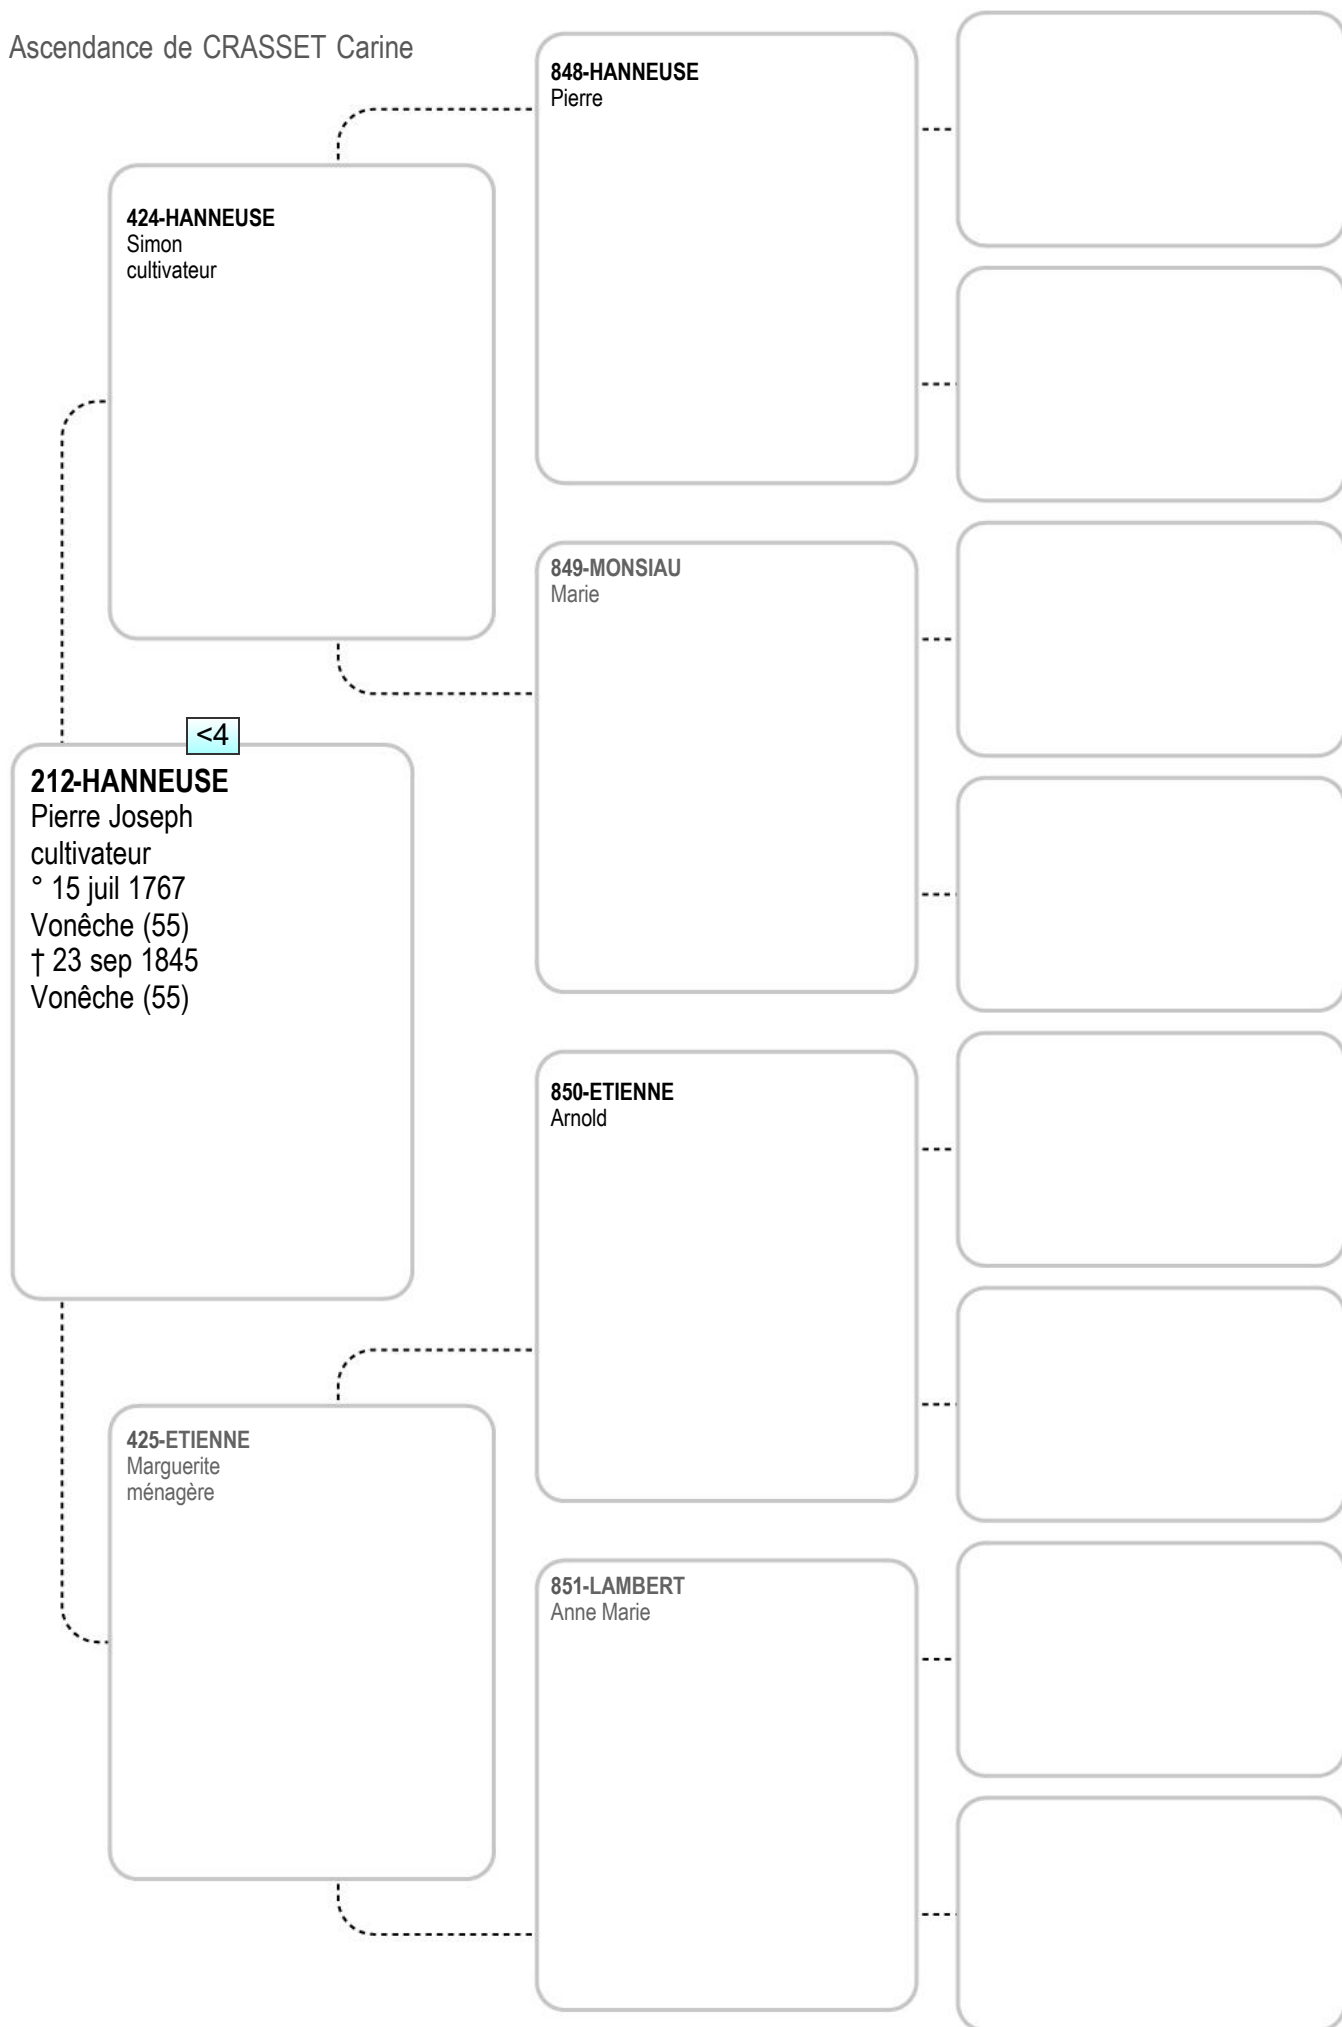 Ascendance de CRASSET Carine
848-HANNEUSE
Pierre
424-HANNEUSE
Simon
cultivateur
849-MONSIAU
Marie
<4
212-HANNEUSE
Pierre Joseph
cultivateur
° 15 juil 1767
Vonêche (55)
† 23 sep 1845
Vonêche (55)
850-ETIENNE
Arnold
425-ETIENNE
Marguerite
ménagère
851-LAMBERT
Anne Marie